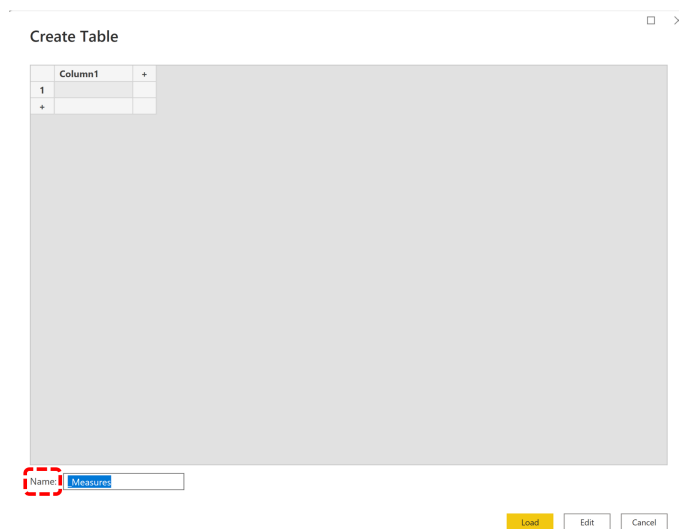 Create Table
Column1 +
1
+
Name: _Measures
Load Edit Cancel